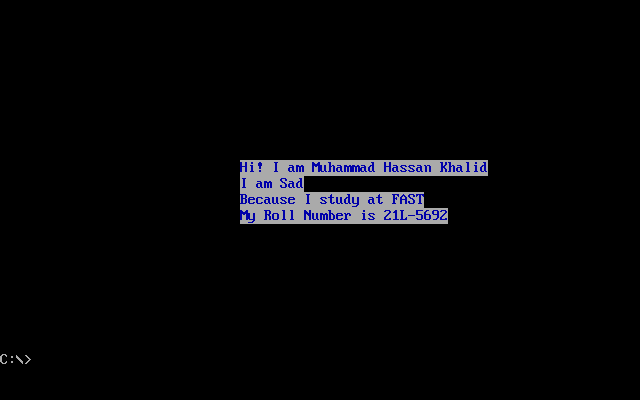 Hi! I am Muhammad Hassan Khalid
I am Sad
Because I study at FAST
My Roll Number is 21L-5692
C:\>